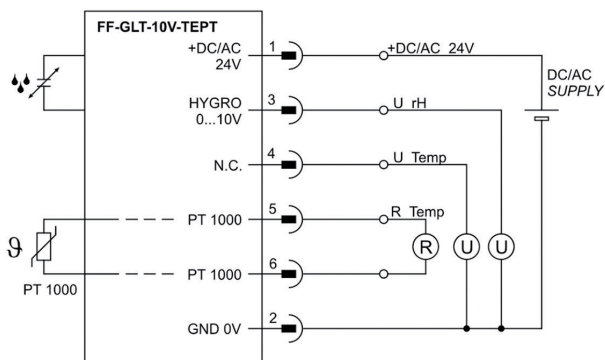 FF-GLT-10V-TEPT
+DC/AC 24V
1
+DC/AC 24V
DC/AC SUPPLY
HYGRO 0...10V
3
U rH
N.C.
4
U Temp
PT 1000
5
R Temp
R
U
U
ϑ
PT 1000
PT 1000
6
GND 0V
2